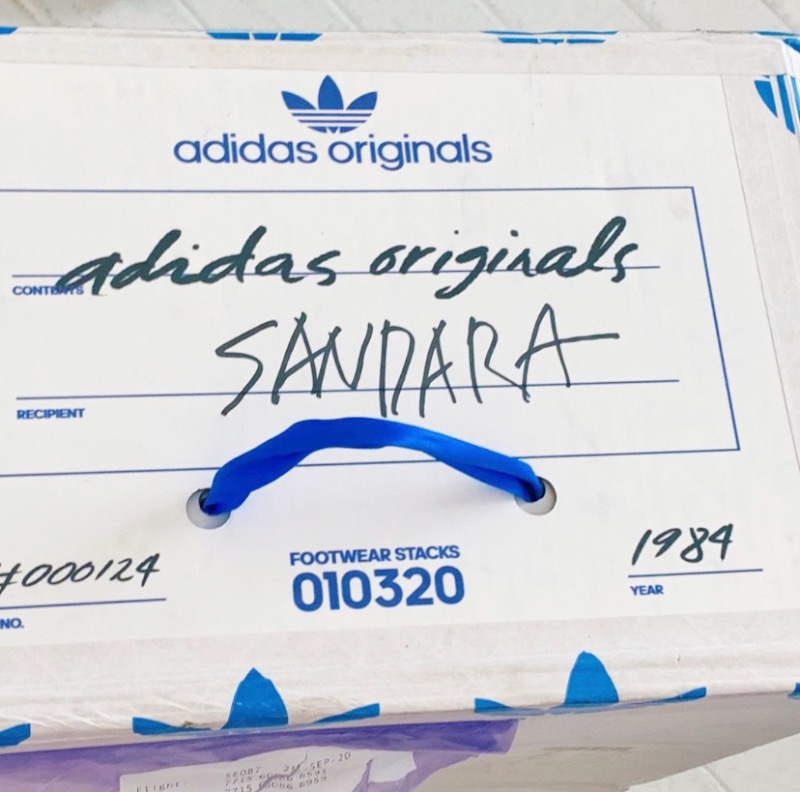 adidas originals
adidas originals
CONTENTS
SANDARA
RECIPIENT
#000124
NO.
FOOTWEAR STACKS
010320
1984
YEAR